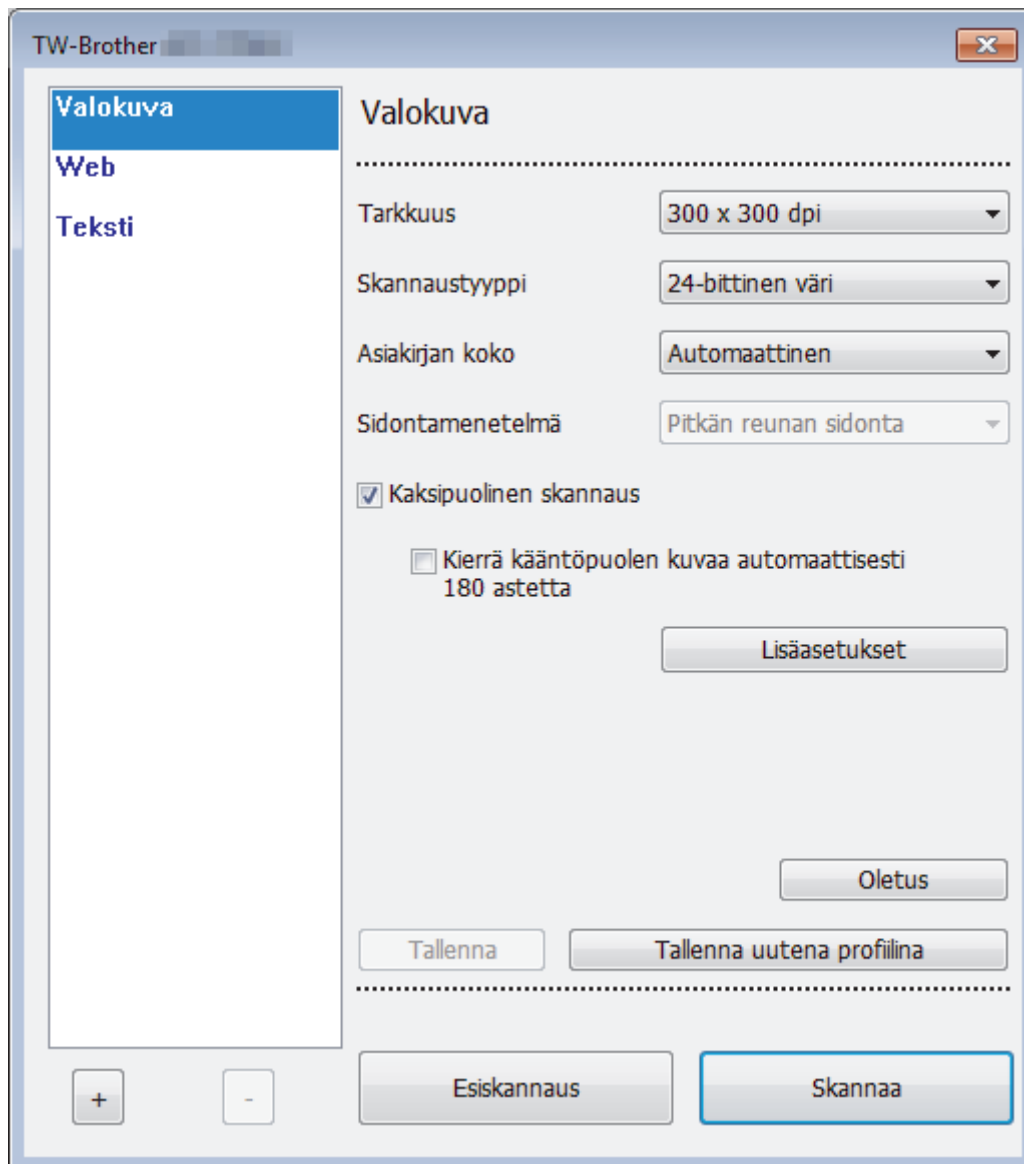 TW-Brother
Valokuva
Web
Teksti
Valokuva
Tarkkuus
300 x 300 dpi
Skannaustyyppi
24-bittinen väri
Asiakirjan koko
Automaattinen
Sidontamenetelmä
Pitkän reunan sidonta
Kaksipuolinen skannaus
Kierrä kääntöpuolen kuvaa automaattisesti
180 astetta
Lisäasetukset
Oletus
Tallenna
Tallenna uutena profiilina
+
-
Esiskannaus
Skannaa